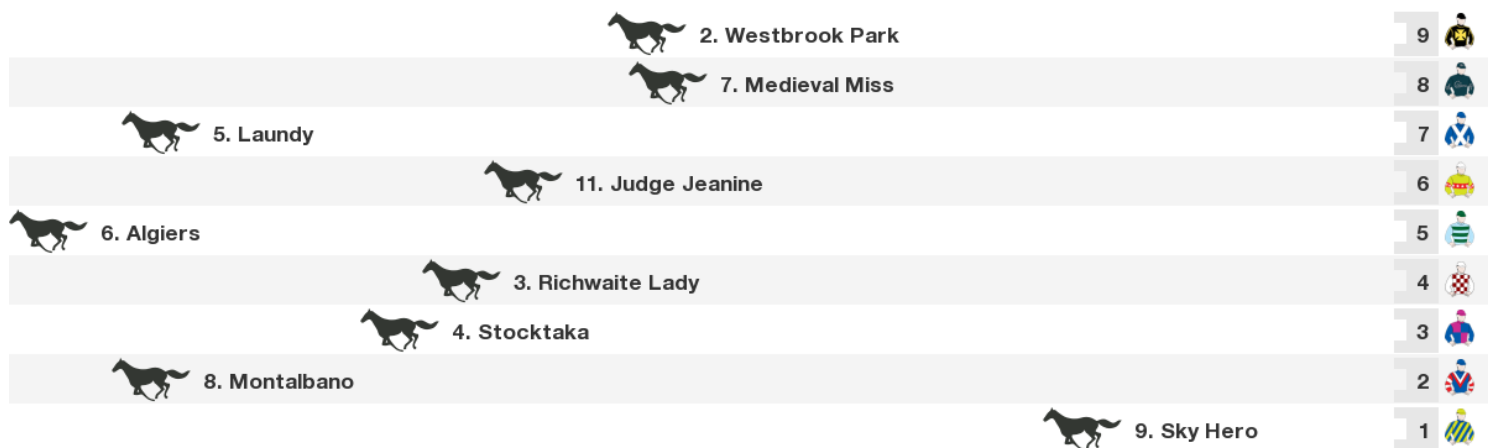 2. Westbrook Park 9
7. Medieval Miss 8
5. Laundy 7
11. Judge Jeanine 6
6. Algiers 5
3. Richwaite Lady 4
4. Stocktaka 3
8. Montalbano 2
9. Sky Hero 1